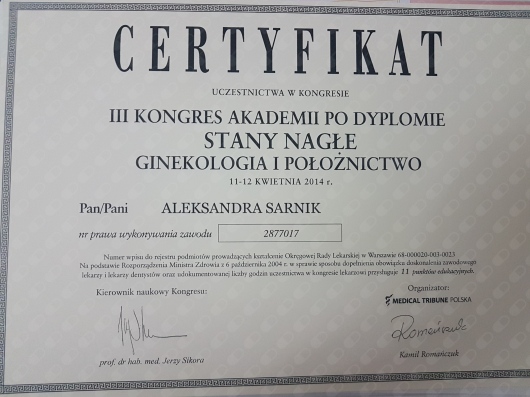 CERTYFIKAT
UCZESTNICTWA W KONGRESIE
III KONGRES AKADEMII PO DYPLOMIE
STANY NAGŁE
GINEKOLOGIA I POŁOŻNICTWO
11-12 KWIETNIA 2014 r.
Pan/Pani ALEKSANDRA SARNIK
nr prawa wykonywania zawodu 2877017
Numer wpisu do rejestru podmiotów prowadzących kształcenie Okręgowej Rady Lekarskiej w Warszawie 68-000020-003-0023
Na podstawie Rozporządzenia Ministra Zdrowia z 6 października 2004 r. w sprawie sposobu dopełnienia obowiązku doskonalenia zawodowego
lekarzy i lekarzy dentystów oraz udokumentowanej liczby godzin uczestnictwa w kongresie lekarzowi przysługuje 11 punktów edukacyjnych.
Kierownik naukowy Kongresu:
Organizator:
MEDICAL TRIBUNE POLSKA
Romańczuk
prof. dr hab. med. Jerzy Sikora
Kamil Romańczuk